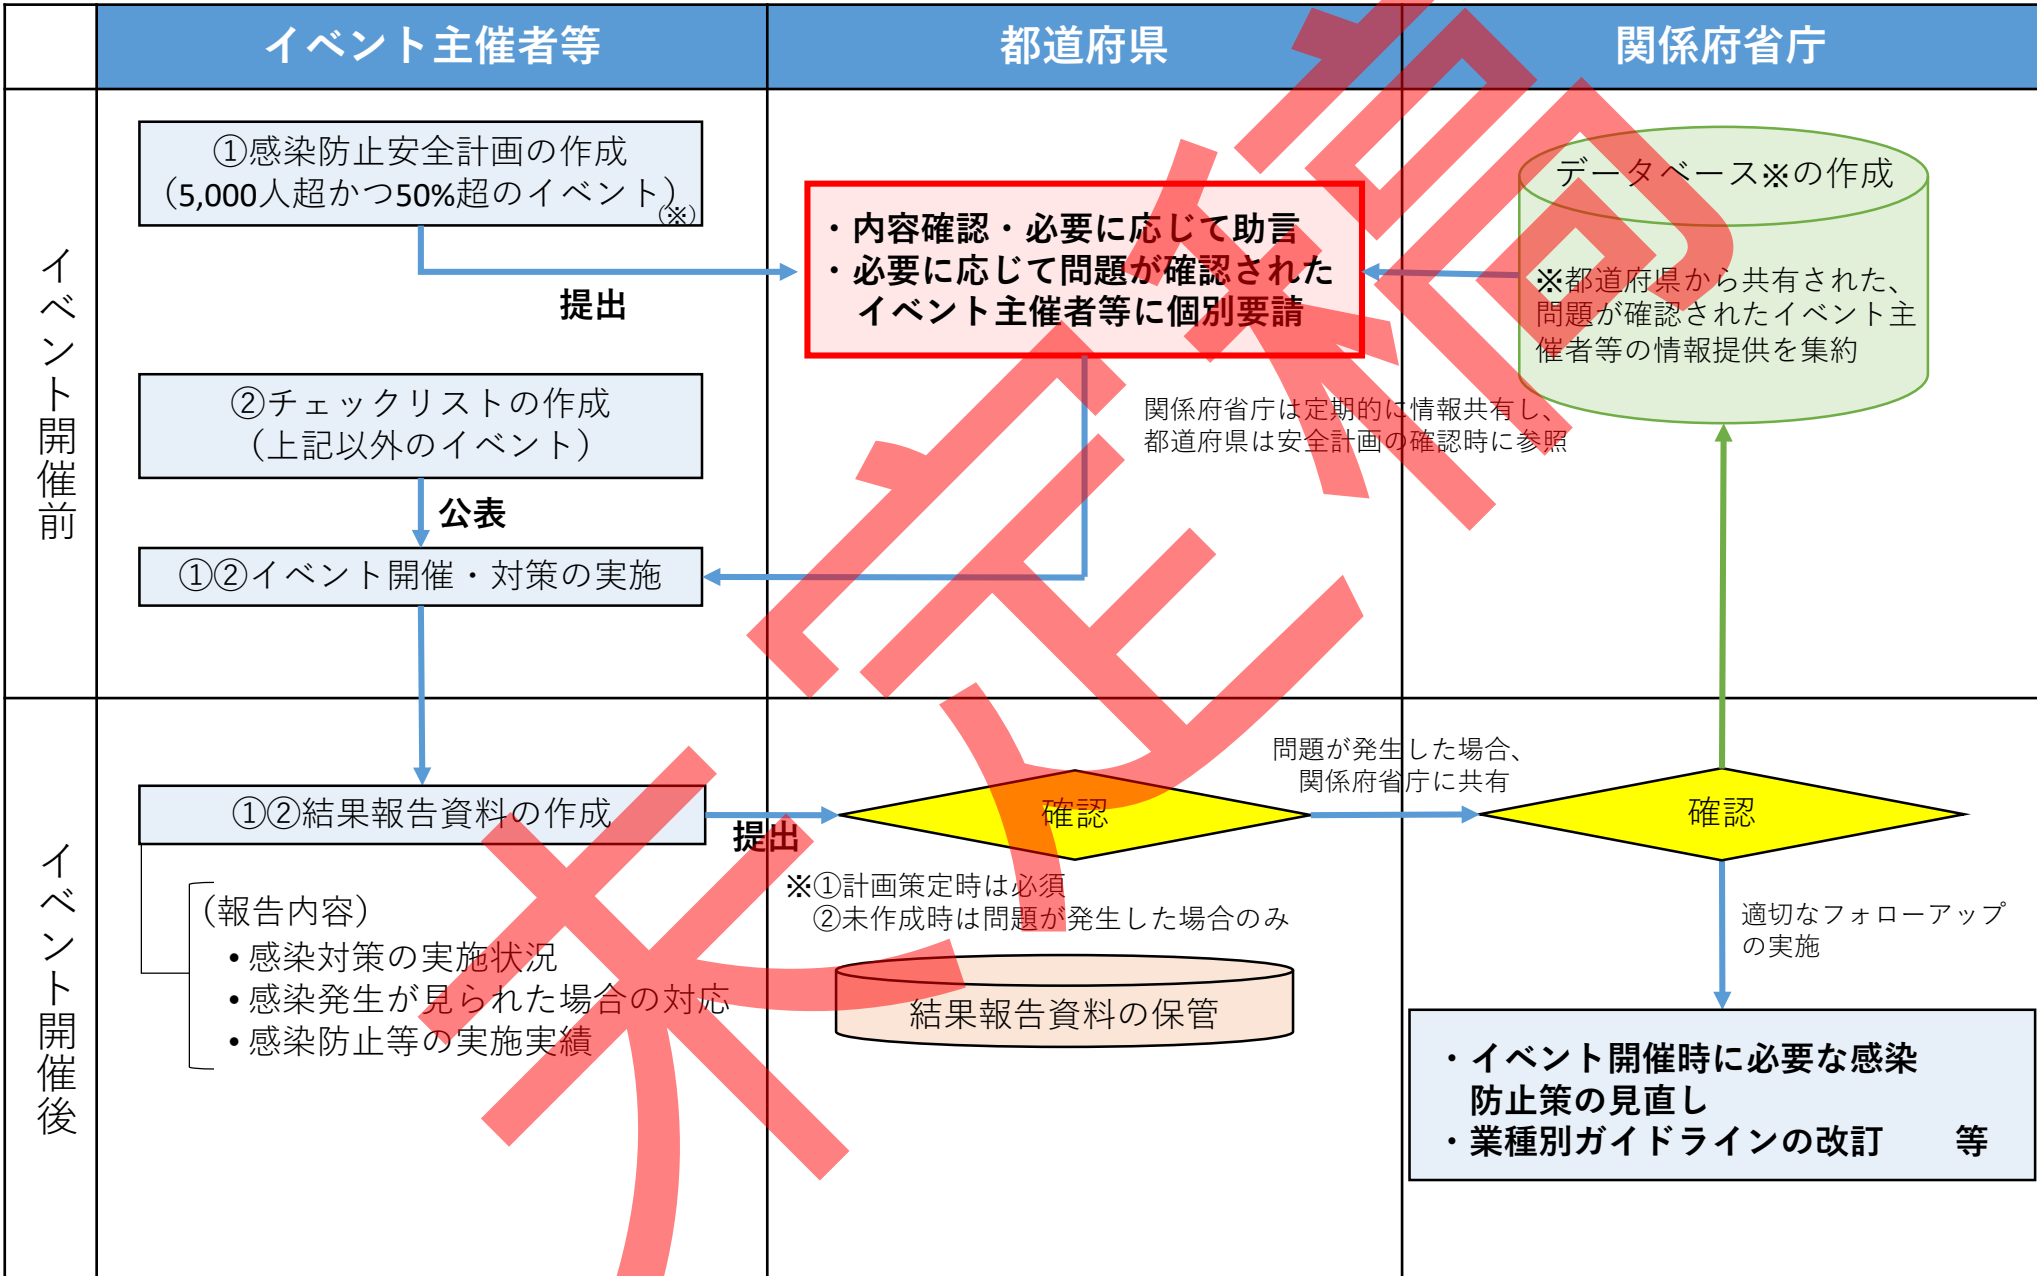 イベント主催者等
都道府県
関係府省庁
イベント開催前
①感染防止安全計画の作成
（5,000人超かつ50%超のイベント）
（※）
提出
・内容確認・必要に応じて助言
・必要に応じて問題が確認された
イベント主催者等に個別要請
データベース※の作成
※都道府県から共有された、
問題が確認されたイベント主
催者等の情報提供を集約
関係府省庁は定期的に情報共有し、
都道府県は安全計画の確認時に参照
②チェックリストの作成
（上記以外のイベント）
公表
①②イベント開催・対策の実施
イベント開催後
①②結果報告資料の作成
提出
確認
問題が発生した場合、
関係府省庁に共有
確認
※①計画策定時は必須
②未作成時は問題が発生した場合のみ
結果報告資料の保管
（報告内容）
• 感染対策の実施状況
• 感染発生が見られた場合の対応
• 感染防止等の実施実績
適切なフォローアップ
の実施
・イベント開催時に必要な感染
防止策の見直し
・業種別ガイドラインの改訂　等
未定稿